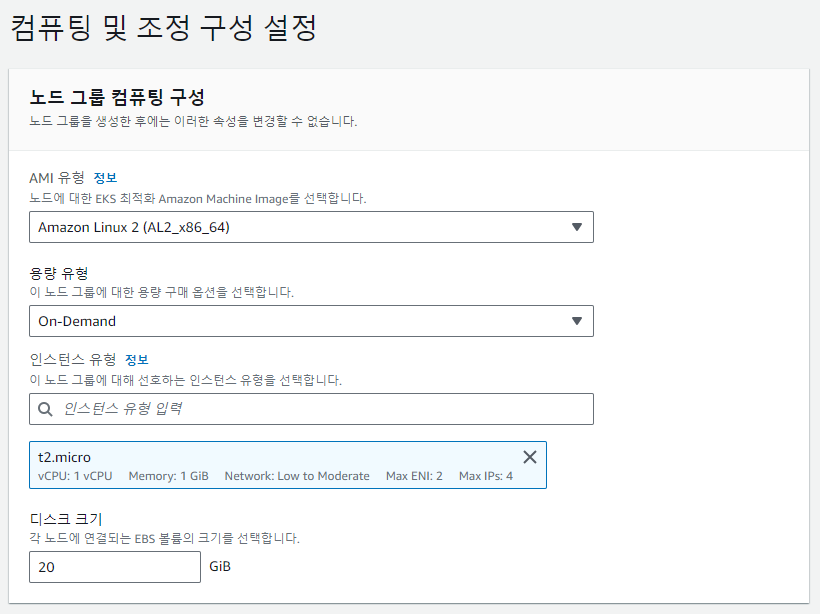 컴퓨팅 및 조정 구성 설정
노드 그룹 컴퓨팅 구성
노드 그룹을 생성한 후에는 이러한 속성을 변경할 수 없습니다.
AMI 유형 정보
노드에 대한 EKS 최적화 Amazon Machine Image를 선택합니다.
Amazon Linux 2 (AL2_x86_64)
용량 유형
이 노드 그룹에 대한 용량 구매 옵션을 선택합니다.
On-Demand
인스턴스 유형 정보
이 노드 그룹에 대해 선호하는 인스턴스 유형을 선택합니다.
인스턴스 유형 입력
t2.micro
vCPU: 1 vCPU Memory: 1 GiB Network: Low to Moderate Max ENI: 2 Max IPs: 4
디스크 크기
각 노드에 연결되는 EBS 볼륨의 크기를 선택합니다.
20 GiB